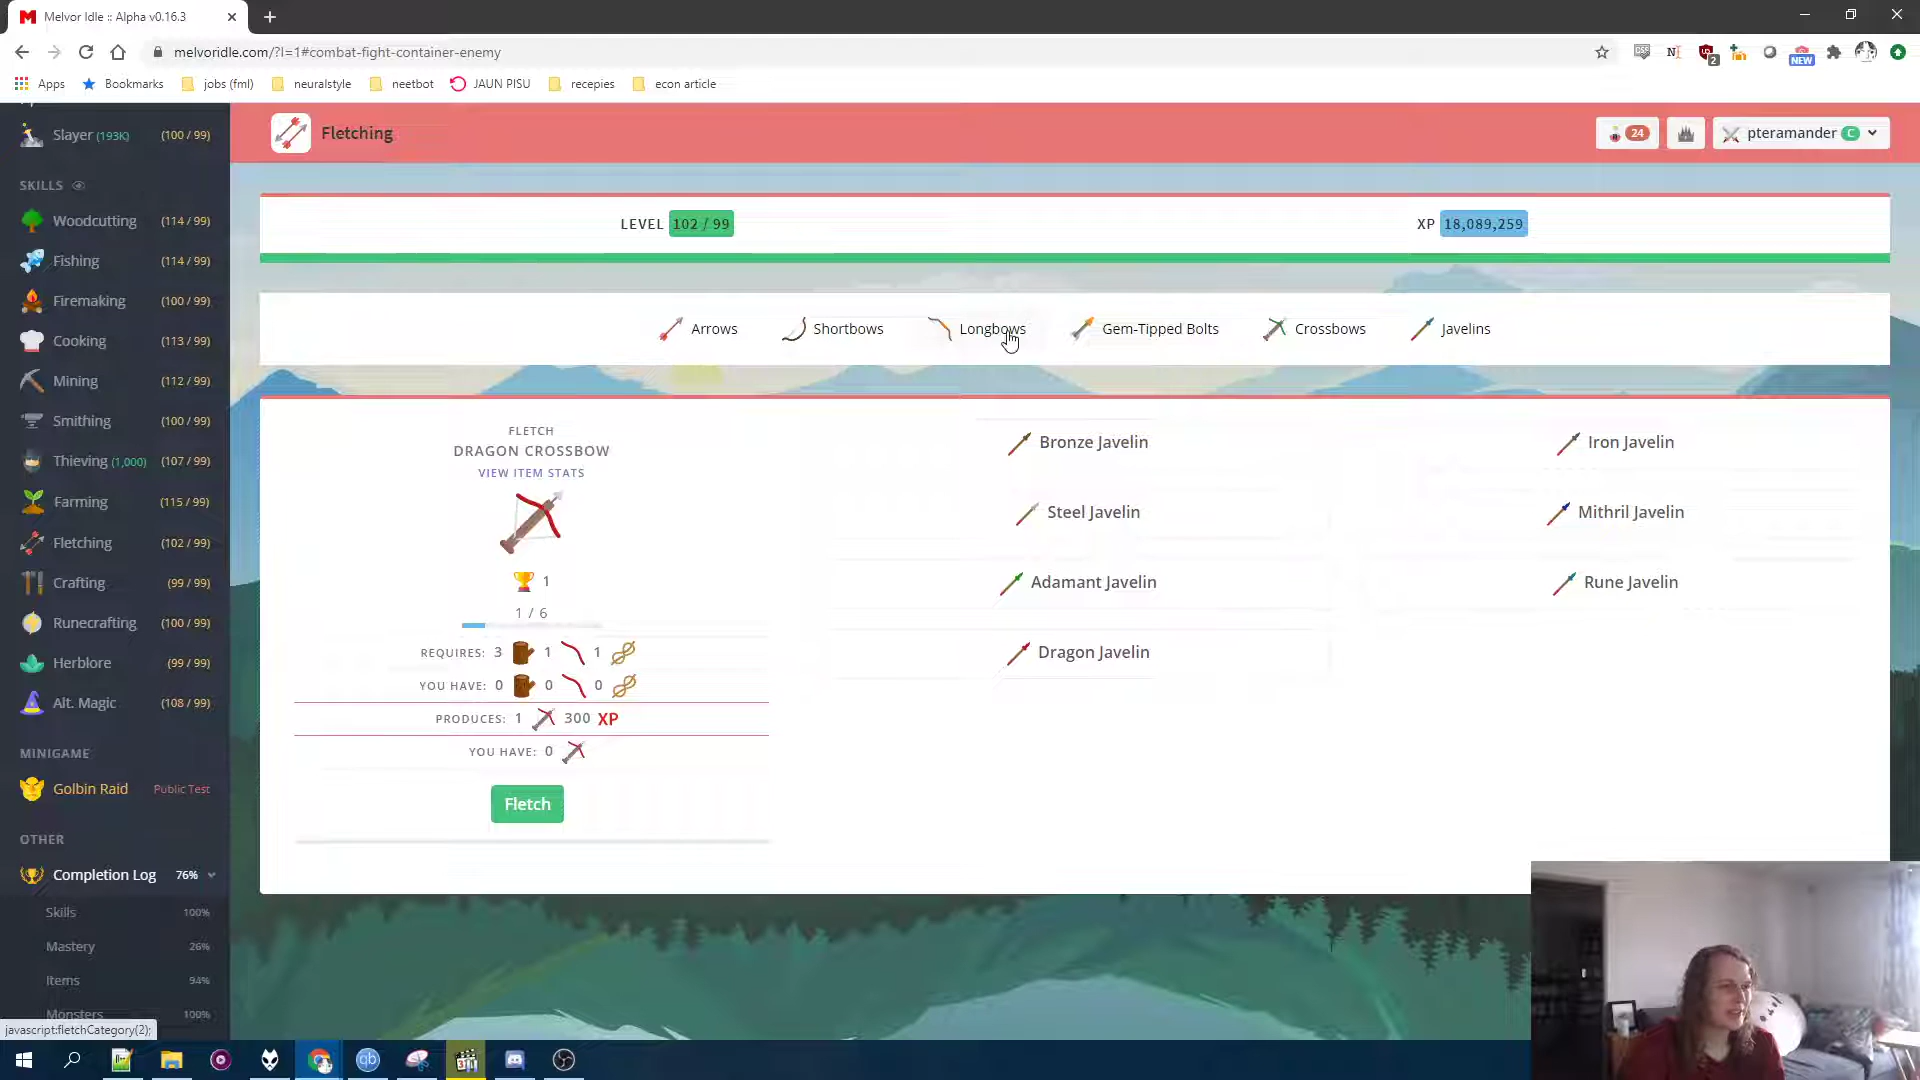 Melvor Idle :: Alpha v0.16.3
melvoridle.com/?l=1#combat-fight-container-enemy
2
NEW
Apps
Bookmarks
jobs (fml)
neuralstyle
neetbot
JAUN PISU
recepies
econ article
Slayer (193K) (100 / 99)
SKILLS
Woodcutting (114 / 99)
Fishing (114 / 99)
Firemaking (100 / 99)
Cooking (113 / 99)
Mining (112 / 99)
Smithing (100 / 99)
Thieving (1,000) (107 / 99)
Farming (115 / 99)
Fletching (102 / 99)
Crafting (99 / 99)
Runecrafting (100 / 99)
Herblore (99 / 99)
Alt. Magic (108 / 99)
MINIGAME
Golbin Raid Public Test
OTHER
Completion Log 76%
Skills 100%
Mastery 26%
Items 94%
Monsters 100%
javascript:fletchCategory(2);
Fletching
24
pteramander C
LEVEL 102 / 99
XP 18,089,259
Arrows
Shortbows
Longbows
Gem-Tipped Bolts
Crossbows
Javelins
FLETCH
DRAGON CROSSBOW
VIEW ITEM STATS
1
1 / 6
REQUIRES: 3 1 1
YOU HAVE: 0 0 0
PRODUCES: 1 300 XP
YOU HAVE: 0
Fletch
Bronze Javelin
Iron Javelin
Steel Javelin
Mithril Javelin
Adamant Javelin
Rune Javelin
Dragon Javelin
qb